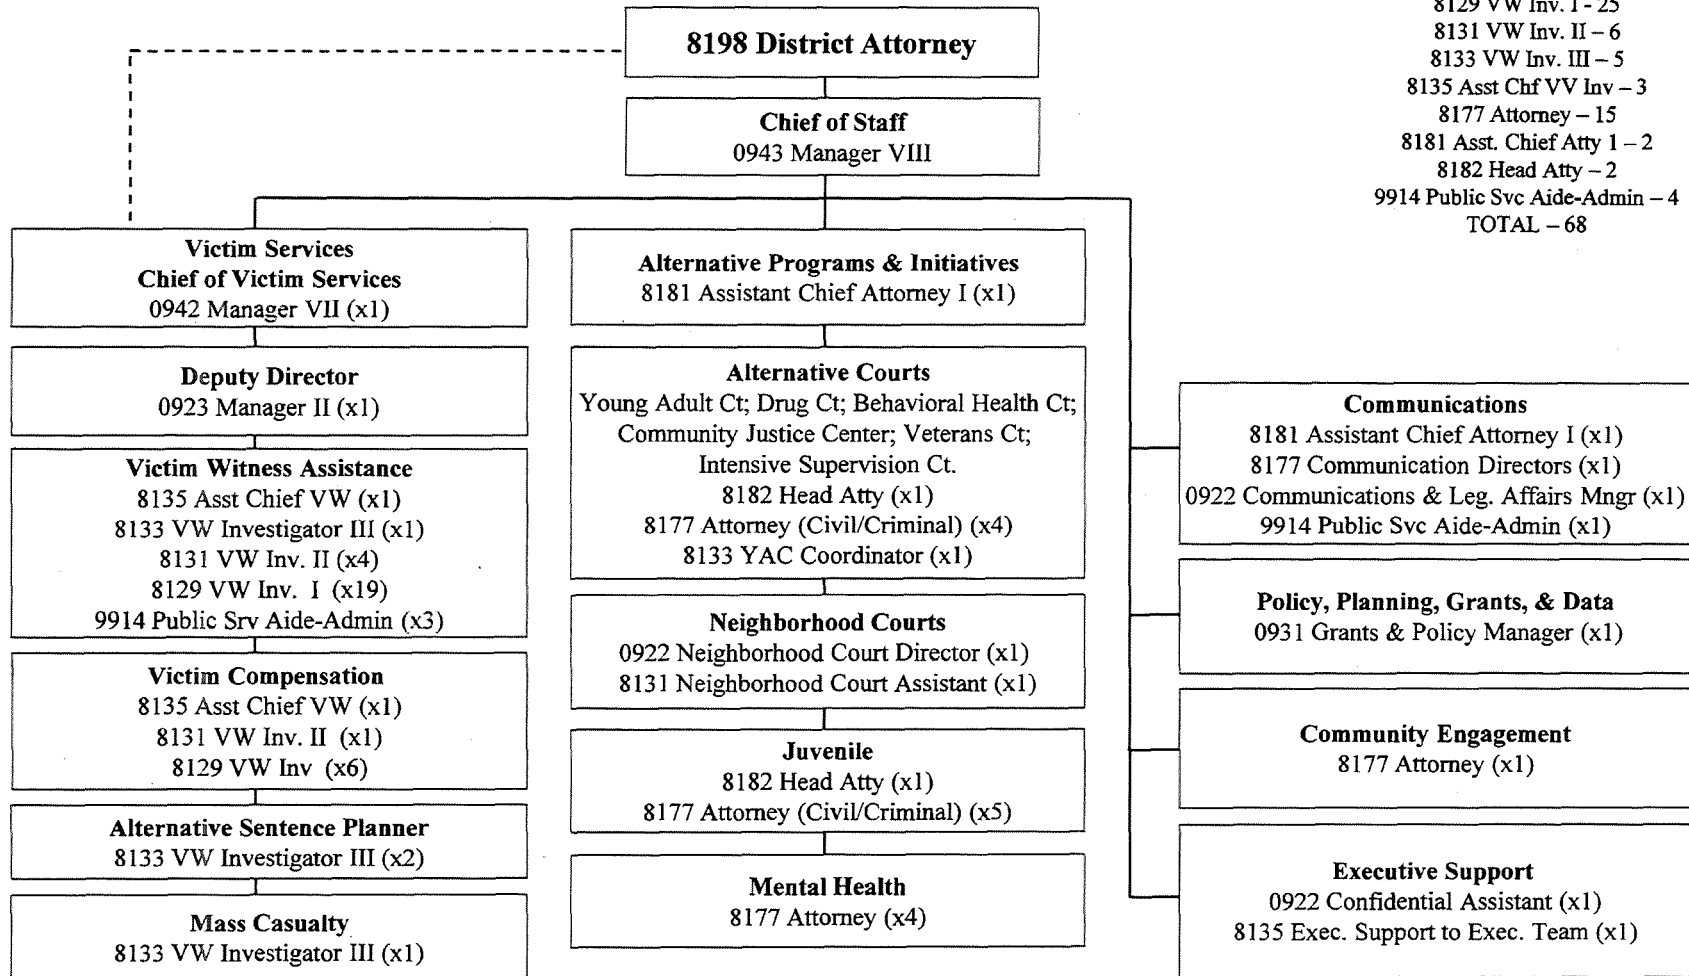 8198 District Attorney
Chief of Staff
0943 Manager VIII
8129 VW Inv. I - 25
8131 VW Inv. II – 6
8133 VW Inv. III – 5
8135 Asst Chf VV Inv – 3
8177 Attorney – 15
8181 Asst. Chief Atty 1 – 2
8182 Head Atty – 2
9914 Public Svc Aide-Admin – 4
TOTAL – 68
Victim Services
Chief of Victim Services
0942 Manager VII (x1)
Deputy Director
0923 Manager II (x1)
Victim Witness Assistance
8135 Asst Chief VW (x1)
8133 VW Investigator III (x1)
8131 VW Inv. II (x4)
8129 VW Inv. I (x19)
9914 Public Srv Aide-Admin (x3)
Victim Compensation
8135 Asst Chief VW (x1)
8131 VW Inv. II (x1)
8129 VW Inv (x6)
Alternative Sentence Planner
8133 VW Investigator III (x2)
Mass Casualty
8133 VW Investigator III (x1)
Alternative Programs & Initiatives
8181 Assistant Chief Attorney I (x1)
Alternative Courts
Young Adult Ct; Drug Ct; Behavioral Health Ct;
Community Justice Center; Veterans Ct;
Intensive Supervision Ct.
8182 Head Atty (x1)
8177 Attorney (Civil/Criminal) (x4)
8133 YAC Coordinator (x1)
Neighborhood Courts
0922 Neighborhood Court Director (x1)
8131 Neighborhood Court Assistant (x1)
Juvenile
8182 Head Atty (x1)
8177 Attorney (Civil/Criminal) (x5)
Mental Health
8177 Attorney (x4)
Communications
8181 Assistant Chief Attorney I (x1)
8177 Communication Directors (x1)
0922 Communications & Leg. Affairs Mngr (x1)
9914 Public Svc Aide-Admin (x1)
Policy, Planning, Grants, & Data
0931 Grants & Policy Manager (x1)
Community Engagement
8177 Attorney (x1)
Executive Support
0922 Confidential Assistant (x1)
8135 Exec. Support to Exec. Team (x1)